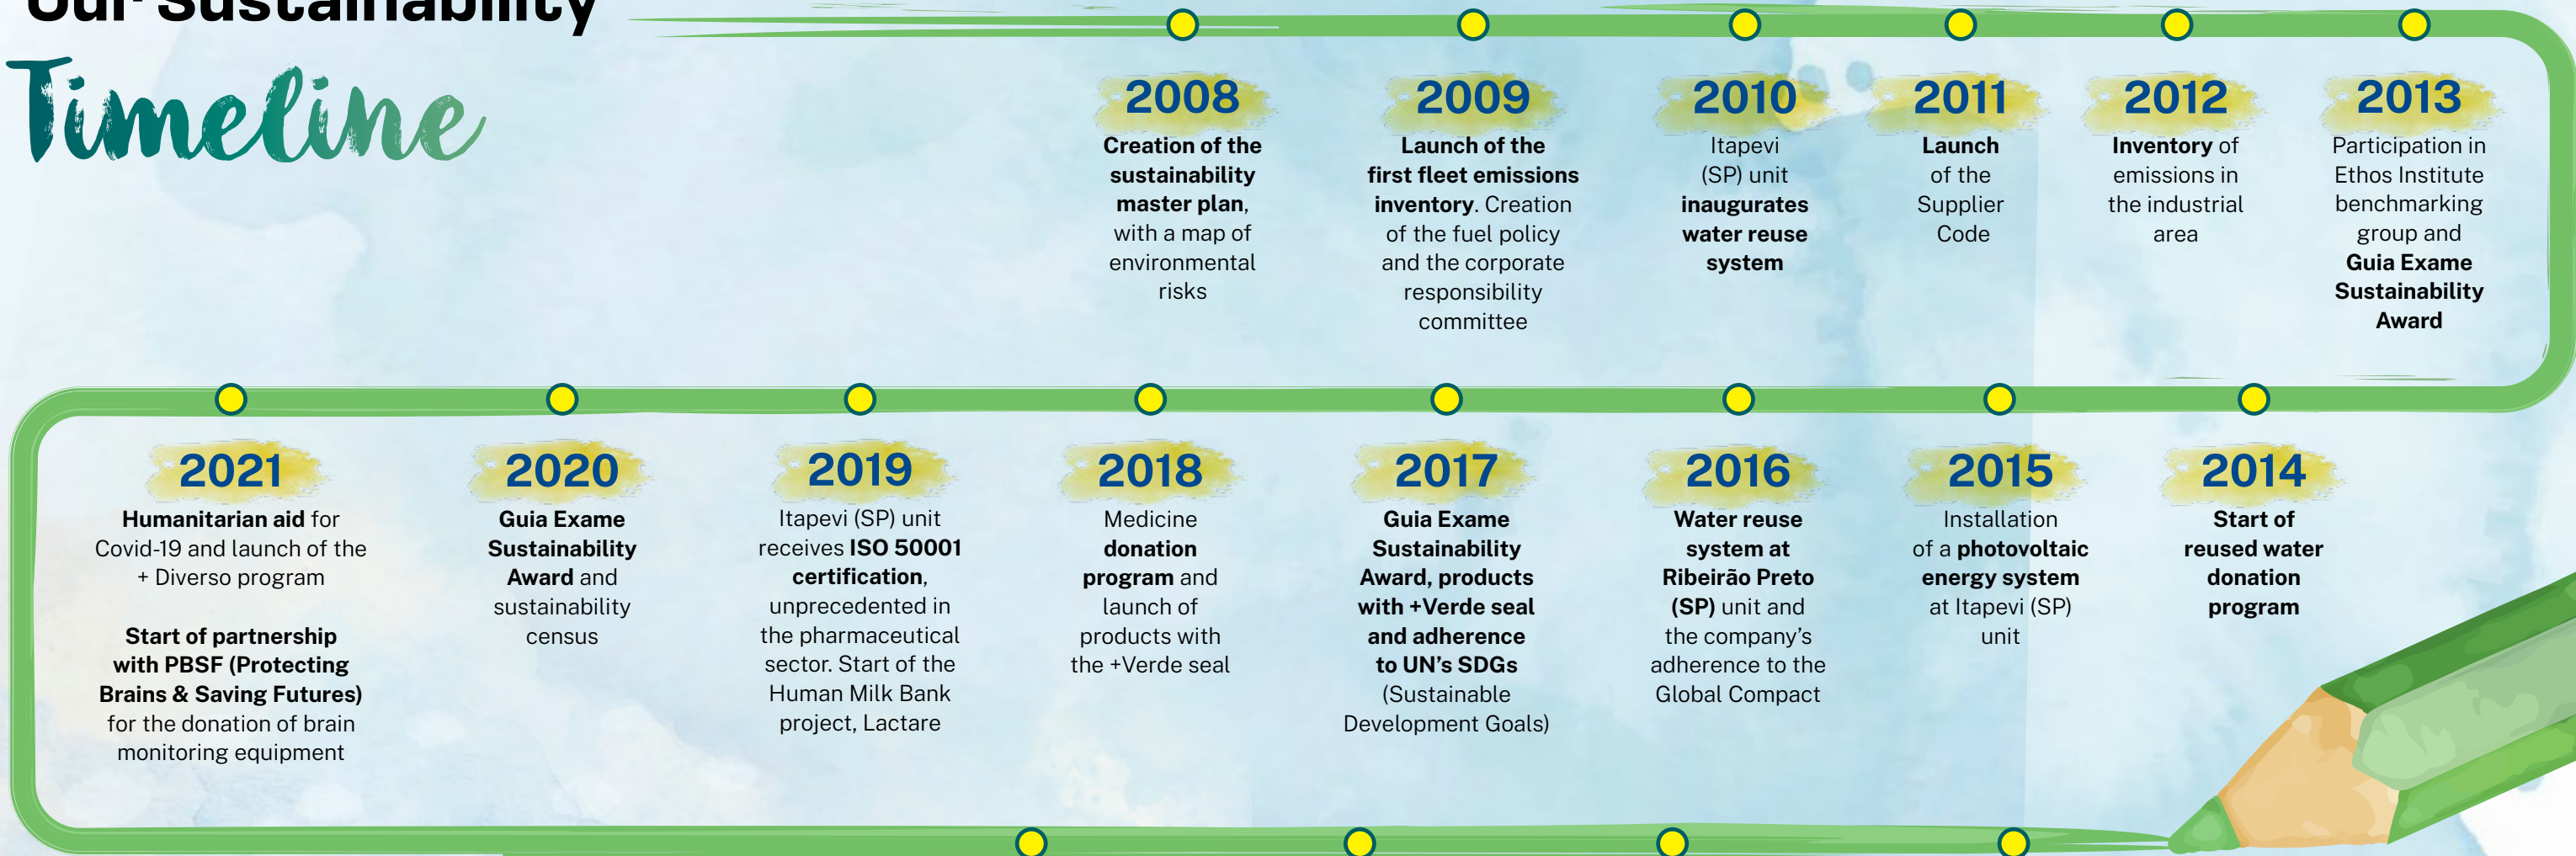 Our Sustainability
Timeline
2008
Creation of the
sustainability
master plan,
with a map of
environmental
risks
2009
Launch of the
first fleet emissions
inventory. Creation
of the fuel policy
and the corporate
responsibility
committee
2010
Itapevi
(SP) unit
inaugurates
water reuse
system
2011
Launch
of the
Supplier
Code
2012
Inventory of
emissions in
the industrial
area
2013
Participation in
Ethos Institute
benchmarking
group and
Guia Exame
Sustainability
Award
2021
Humanitarian aid for
Covid-19 and launch of the
+ Diverso program
Start of partnership
with PBSF (Protecting
Brains & Saving Futures)
for the donation of brain
monitoring equipment
2020
Guia Exame
Sustainability
Award and
sustainability
census
2019
Itapevi (SP) unit
receives ISO 50001
certification,
unprecedented in
the pharmaceutical
sector. Start of the
Human Milk Bank
project, Lactare
2018
Medicine
donation
program and
launch of
products with
the +Verde seal
2017
Guia Exame
Sustainability
Award, products
with +Verde seal
and adherence
to UN's SDGs
(Sustainable
Development Goals)
2016
Water reuse
system at
Ribeirão Preto
(SP) unit and
the company's
adherence to the
Global Compact
2015
Installation
of a photovoltaic
energy system
at Itapevi (SP)
unit
2014
Start of
reused water
donation
program